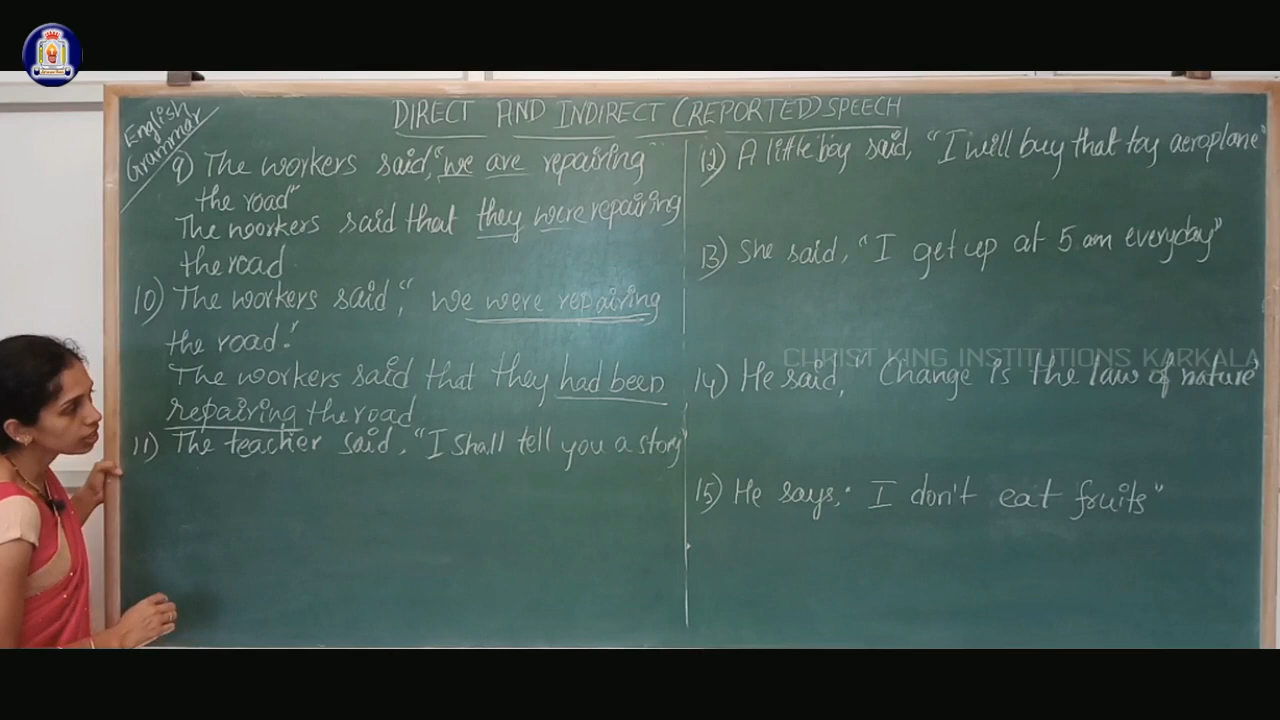 English
Grammar
DIRECT AND INDIRECT (REPORTED) SPEECH
9) The workers said, "we are repairing
the road"
The workers said that they were repairing
the road
10) The workers said, " we were repairing
the road."
The workers said that they had been
repairing the road
11) The teacher said, "I shall tell you a story"
12) A little boy said, "I will buy that toy aeroplane"
13) She said, "I get up at 5 am everyday"
CHRIST KING INSTITUTIONS KARKALA
14) He said, "Change is the law of nature"
15) He says, " I don't eat fruits"